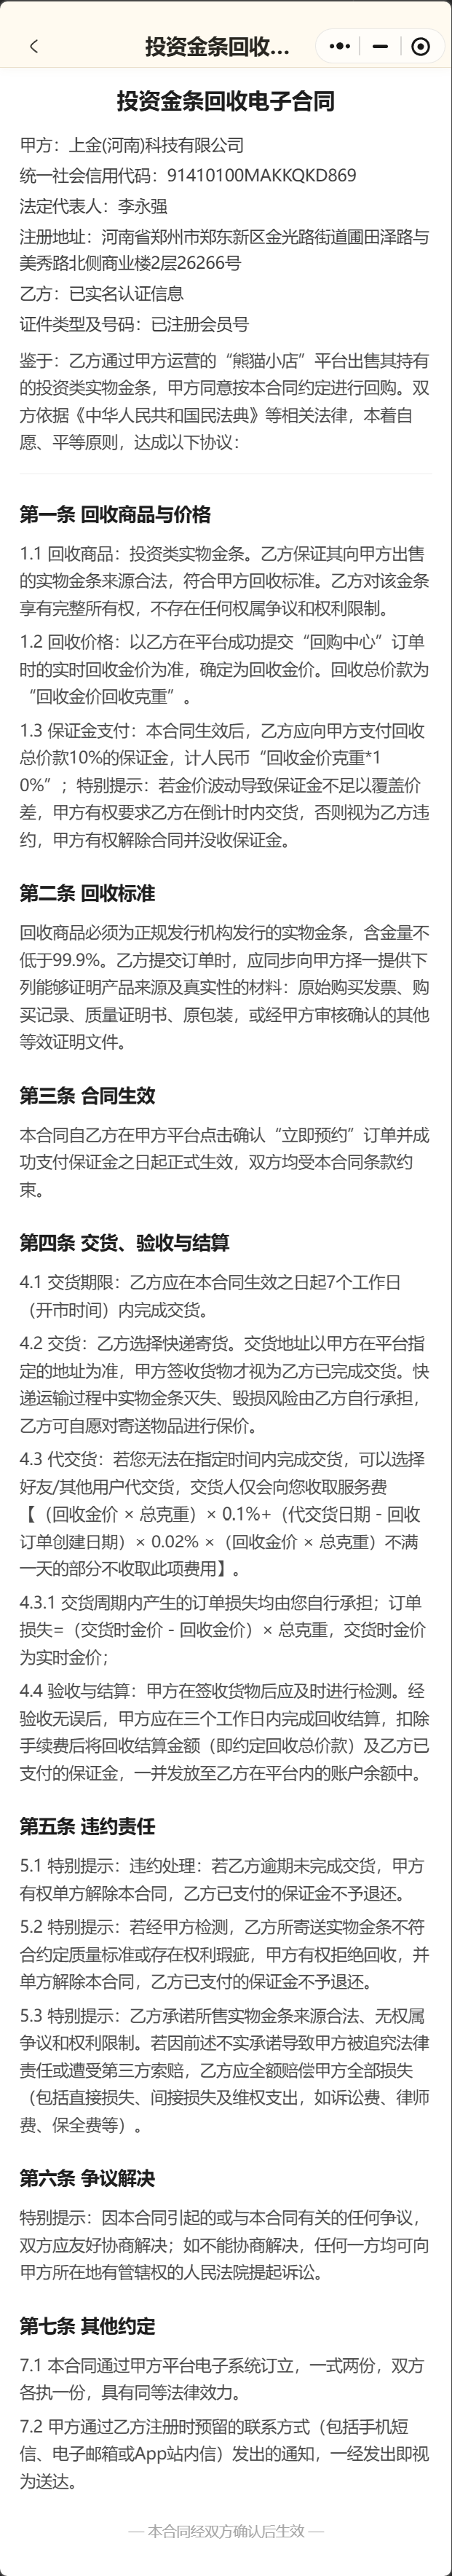 投资金条回收...
投资金条回收电子合同
甲方：上金(河南)科技有限公司
统一社会信用代码：91410100MAKKQKD869
法定代表人：李永强
注册地址：河南省郑州市郑东新区金光路街道圃田泽路与
美秀路北侧商业楼2层26266号
乙方：已实名认证信息
证件类型及号码：已注册会员号
鉴于：乙方通过甲方运营的“熊猫小店”平台出售其持有
的投资类实物金条，甲方同意按本合同约定进行回购。双
方依据《中华人民共和国民法典》等相关法律，本着自
愿、平等原则，达成以下协议：
第一条 回收商品与价格
1.1 回收商品：投资类实物金条。乙方保证其向甲方出售
的实物金条来源合法，符合甲方回收标准。乙方对该金条
享有完整所有权，不存在任何权属争议和权利限制。
1.2 回收价格：以乙方在平台成功提交“回购中心”订单
时的实时回收金价为准，确定为回收金价。回收总价款为
“回收金价回收克重”。
1.3 保证金支付：本合同生效后，乙方应向甲方支付回收
总价款10%的保证金，计人民币“回收金价克重*1
0%”；特别提示：若金价波动导致保证金不足以覆盖价
差，甲方有权要求乙方在倒计时内交货，否则视为乙方违
约，甲方有权解除合同并没收保证金。
第二条 回收标准
回收商品必须为正规发行机构发行的实物金条，含金量不
低于99.9%。乙方提交订单时，应同步向甲方择一提供下
列能够证明产品来源及真实性的材料：原始购买发票、购
买记录、质量证明书、原包装，或经甲方审核确认的其他
等效证明文件。
第三条 合同生效
本合同自乙方在甲方平台点击确认“立即预约”订单并成
功支付保证金之日起正式生效，双方均受本合同条款约
束。
第四条 交货、验收与结算
4.1 交货期限：乙方应在本合同生效之日起7个工作日
（开市时间）内完成交货。
4.2 交货：乙方选择快递寄货。交货地址以甲方在平台指
定的地址为准，甲方签收货物才视为乙方已完成交货。快
递运输过程中实物金条灭失、毁损风险由乙方自行承担，
乙方可自愿对寄送物品进行保价。
4.3 代交货：若您无法在指定时间内完成交货，可以选择
好友/其他用户代交货，交货人仅会向您收取服务费
【（回收金价 × 总克重）× 0.1%+（代交货日期 - 回收
订单创建日期）× 0.02% ×（回收金价 × 总克重）不满
一天的部分不收取此项费用】。
4.3.1 交货周期内产生的订单损失均由您自行承担；订单
损失=（交货时金价 - 回收金价）× 总克重，交货时金价
为实时金价；
4.4 验收与结算：甲方在签收货物后应及时进行检测。经
验收无误后，甲方应在三个工作日内完成回收结算，扣除
手续费后将回收结算金额（即约定回收总价款）及乙方已
支付的保证金，一并发放至乙方在平台内的账户余额中。
第五条 违约责任
5.1 特别提示：违约处理：若乙方逾期未完成交货，甲方
有权单方解除本合同，乙方已支付的保证金不予退还。
5.2 特别提示：若经甲方检测，乙方所寄送实物金条不符
合约定质量标准或存在权利瑕疵，甲方有权拒绝回收，并
单方解除本合同，乙方已支付的保证金不予退还。
5.3 特别提示：乙方承诺所售实物金条来源合法、无权属
争议和权利限制。若因前述不实承诺导致甲方被追究法律
责任或遭受第三方索赔，乙方应全额赔偿甲方全部损失
（包括直接损失、间接损失及维权支出，如诉讼费、律师
费、保全费等）。
第六条 争议解决
特别提示：因本合同引起的或与本合同有关的任何争议，
双方应友好协商解决；如不能协商解决，任何一方均可向
甲方所在地有管辖权的人民法院提起诉讼。
第七条 其他约定
7.1 本合同通过甲方平台电子系统订立，一式两份，双方
各执一份，具有同等法律效力。
7.2 甲方通过乙方注册时预留的联系方式（包括手机短
信、电子邮箱或App站内信）发出的通知，一经发出即视
为送达。
— 本合同经双方确认后生效 —